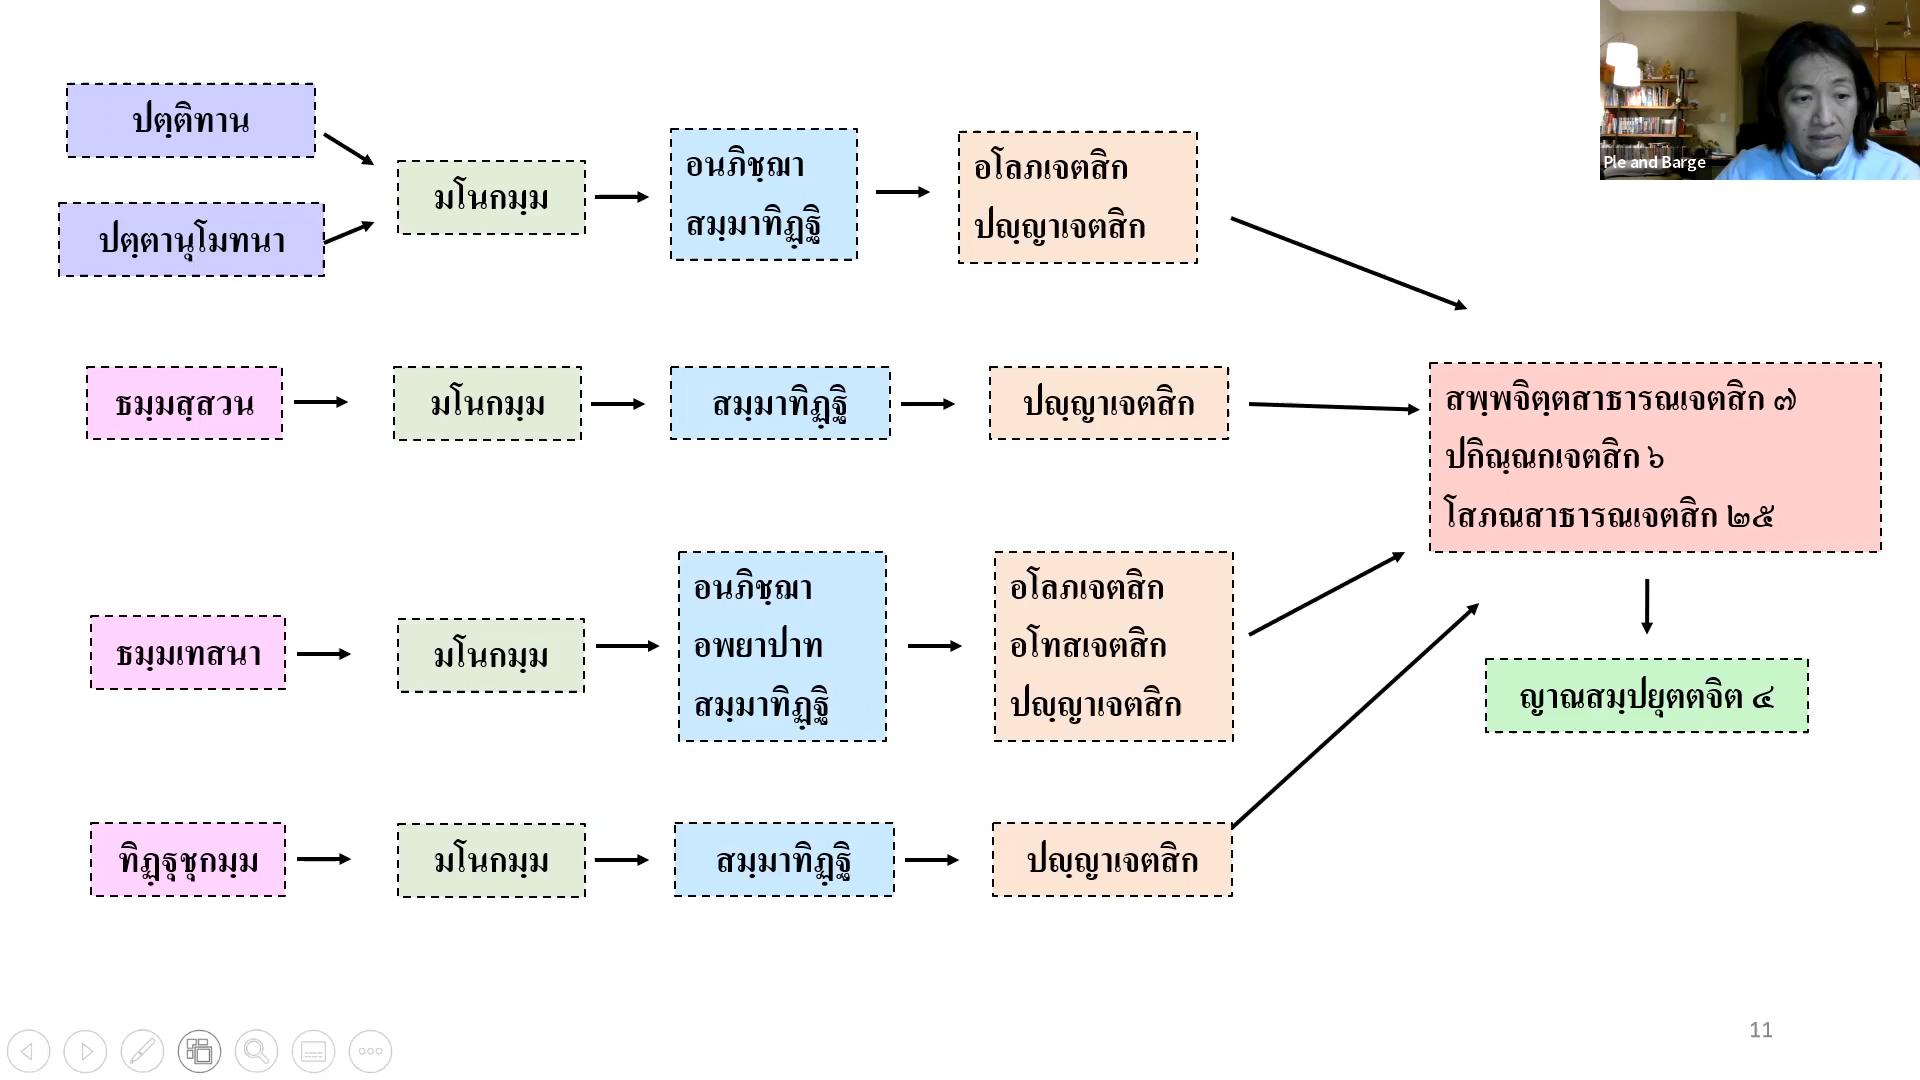 ปตฺติทาน
ปตฺตานุโมทนา
มโนกมฺม
อนภิชฺฌา
สมฺมาทิฏฺฐิ
อโลภเจตสิก
ปญฺญาเจตสิก
Ple and Barge
ธมฺมสฺสวน
มโนกมฺม
สมฺมาทิฏฺฐิ
ปญฺญาเจตสิก
สพฺพจิตฺตสาธารณเจตสิก ๗
ปกิณฺณกเจตสิก ๖
โสภณสาธารณเจตสิก ๒๕
ธมฺมเทสนา
มโนกมฺม
อนภิชฺฌา
อพยาปาท
สมฺมาทิฏฺฐิ
อโลภเจตสิก
อโทสเจตสิก
ปญฺญาเจตสิก
ญาณสมฺปยุตตจิต ๔
ทิฏฺฐุชุกมฺม
มโนกมฺม
สมฺมาทิฏฺฐิ
ปญฺญาเจตสิก
11